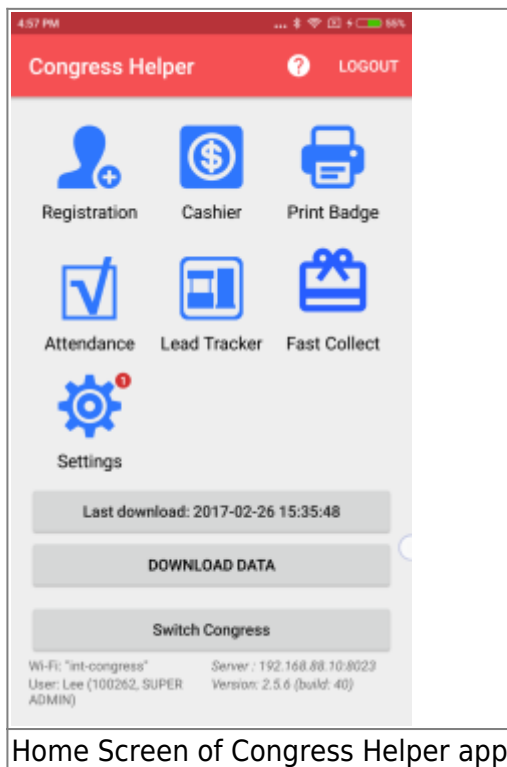 4:57 PM ... 55%
Congress Helper ? LOGOUT
Registration Cashier Print Badge
Attendance Lead Tracker Fast Collect
1
Settings
Last download: 2017-02-26 15:35:48
DOWNLOAD DATA
Switch Congress
Wi-Fi: "int-congress" Server : 192.168.88.10:8023
User: Lee (100262, SUPER Version: 2.5.6 (build: 40)
ADMIN)
Home Screen of Congress Helper app